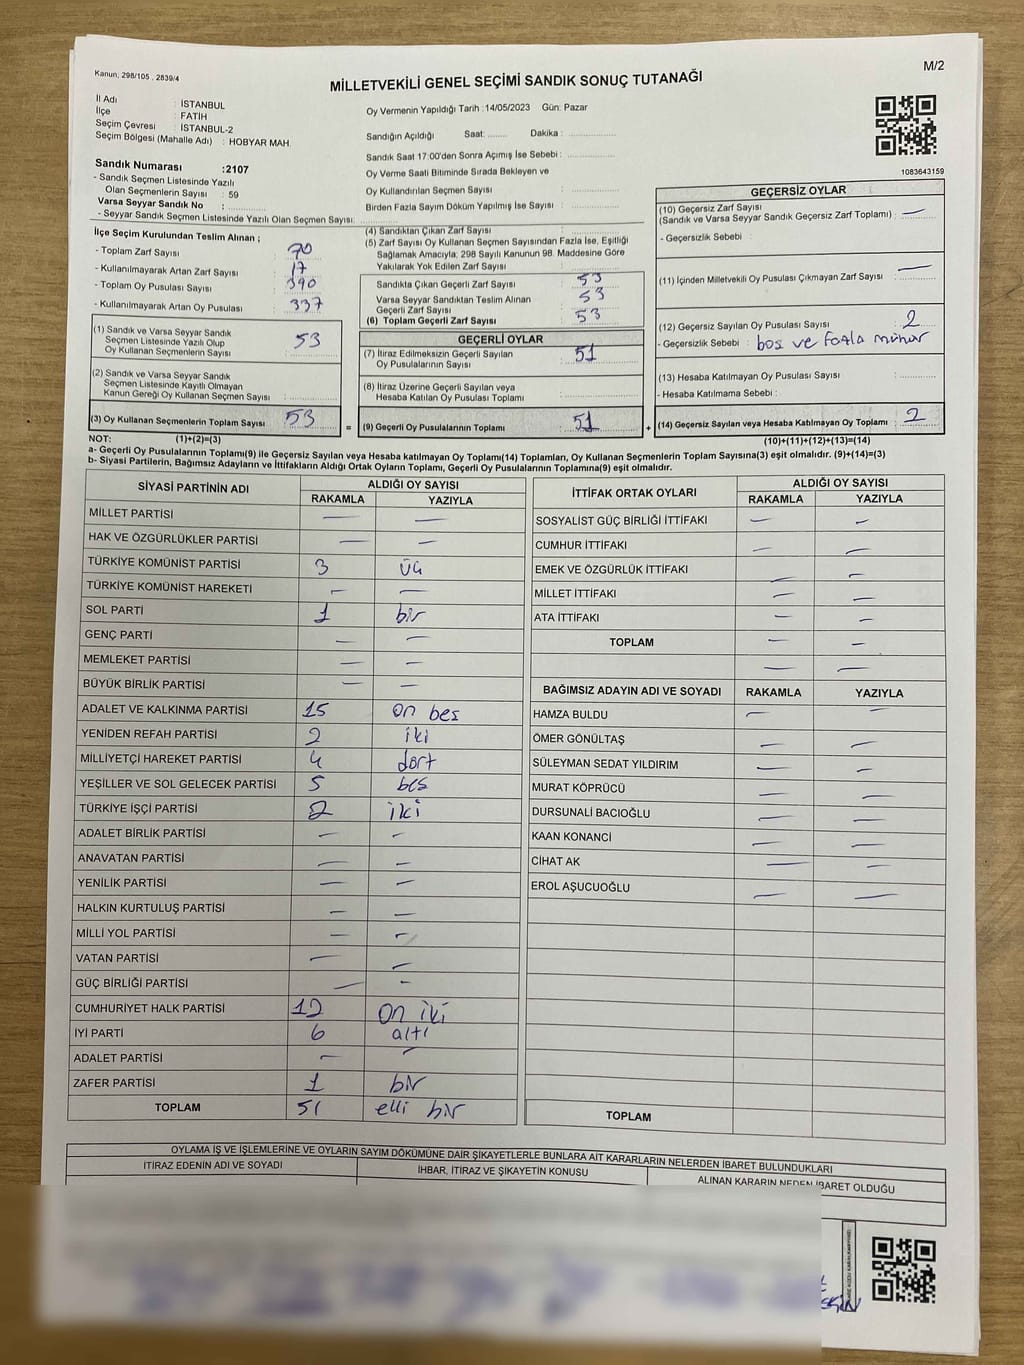 Kanun, 298/105 , 2839/4
MİLLETVEKİLİ GENEL SEÇİMİ SANDIK SONUÇ TUTANAĞI
M/2
İl Adı : İSTANBUL
İlçe : FATİH
Seçim Çevresi : İSTANBUL-2
Seçim Bölgesi (Mahalle Adı) : HOBYAR MAH.
Oy Vermenin Yapıldığı Tarih : 14/05/2023 Gün: Pazar
Sandığın Açıldığı Saat: ........ Dakika : ................
Sandık Saat 17:00'den Sonra Açımış İse Sebebi : ................
Oy Verme Saati Bitiminde Sırada Bekleyen ve
Oy Kullandırılan Seçmen Sayısı : ................
Birden Fazla Sayım Döküm Yapılmış İse Sayısı : ................
1083643159
Sandık Numarası : 2107
- Sandık Seçmen Listesinde Yazılı
Olan Seçmenlerin Sayısı : 59
Varsa Seyyar Sandık No : ................
- Seyyar Sandık Seçmen Listesinde Yazılı Olan Seçmen Sayısı: ................
İlçe Seçim Kurulundan Teslim Alınan ;
- Toplam Zarf Sayısı : 70
- Kullanılmayarak Artan Zarf Sayısı : 17
- Toplam Oy Pusulası Sayısı : 390
- Kullanılmayarak Artan Oy Pusulası : 337
(1) Sandık ve Varsa Seyyar Sandık
Seçmen Listesinde Yazılı Olup
Oy Kullanan Seçmenlerin Sayısı : 53
(2) Sandık ve Varsa Seyyar Sandık
Seçmen Listesinde Kayıtlı Olmayan
Kanun Gereği Oy Kullanan Seçmen Sayısı : ................
(3) Oy Kullanan Seçmenlerin Toplam Sayısı : 53
(4) Sandıktan Çıkan Zarf Sayısı : ................
(5) Zarf Sayısı Oy Kullanan Seçmen Sayısından Fazla İse, Eşitliği
Sağlamak Amacıyla; 298 Sayılı Kanunun 98. Maddesine Göre
Yakılarak Yok Edilen Zarf Sayısı : ................
Sandıkta Çıkan Geçerli Zarf Sayısı : 53
Varsa Seyyar Sandıktan Teslim Alınan
Geçerli Zarf Sayısı : 53
(6) Toplam Geçerli Zarf Sayısı : 53
GEÇERLİ OYLAR
(7) İtiraz Edilmeksizin Geçerli Sayılan
Oy Pusulalarının Sayısı : 51
(8) İtiraz Üzerine Geçerli Sayılan veya
Hesaba Katılan Oy Pusulası Toplamı : ................
= (9) Geçerli Oy Pusulalarının Toplamı : 51
GEÇERSİZ OYLAR
(10) Geçersiz Zarf Sayısı
(Sandık ve Varsa Seyyar Sandık Geçersiz Zarf Toplamı) : —
- Geçersizlik Sebebi :
(11) İçinden Milletvekili Oy Pusulası Çıkmayan Zarf Sayısı : —
(12) Geçersiz Sayılan Oy Pusulası Sayısı : 2
- Geçersizlik Sebebi : boş ve fazla mühür
(13) Hesaba Katılmayan Oy Pusulası Sayısı : ................
- Hesaba Katılmama Sebebi :
+ (14) Geçersiz Sayılan veya Hesaba Katılmayan Oy Toplamı : 2
NOT: (1)+(2)=(3)
(10)+(11)+(12)+(13)=(14)
a- Geçerli Oy Pusulalarının Toplamı(9) ile Geçersiz Sayılan veya Hesaba katılmayan Oy Toplamı(14) Toplamları, Oy Kullanan Seçmenlerin Toplam Sayısına(3) eşit olmalıdır. (9)+(14)=(3)
b- Siyasi Partilerin, Bağımsız Adayların ve İttifakların Aldığı Ortak Oyların Toplamı, Geçerli Oy Pusulalarının Toplamına(9) eşit olmalıdır.
SİYASİ PARTİNİN ADI ALDIĞI OY SAYISI
RAKAMLA YAZIYLA
MİLLET PARTİSİ — —
HAK VE ÖZGÜRLÜKLER PARTİSİ — —
TÜRKİYE KOMÜNİST PARTİSİ 3 üç
TÜRKİYE KOMÜNİST HAREKETİ — —
SOL PARTİ 1 bir
GENÇ PARTİ — —
MEMLEKET PARTİSİ — —
BÜYÜK BİRLİK PARTİSİ — —
ADALET VE KALKINMA PARTİSİ 15 on beş
YENİDEN REFAH PARTİSİ 2 iki
MİLLİYETÇİ HAREKET PARTİSİ 4 dört
YEŞİLLER VE SOL GELECEK PARTİSİ 5 beş
TÜRKİYE İŞÇİ PARTİSİ 2 iki
ADALET BİRLİK PARTİSİ — —
ANAVATAN PARTİSİ — —
YENİLİK PARTİSİ — —
HALKIN KURTULUŞ PARTİSİ — —
MİLLİ YOL PARTİSİ — —
VATAN PARTİSİ — —
GÜÇ BİRLİĞİ PARTİSİ — —
CUMHURİYET HALK PARTİSİ 12 on iki
İYİ PARTİ 6 altı
ADALET PARTİSİ — —
ZAFER PARTİSİ 1 bir
TOPLAM 51 elli bir
İTTİFAK ORTAK OYLARI ALDIĞI OY SAYISI
RAKAMLA YAZIYLA
SOSYALIST GÜÇ BİRLİĞİ İTTİFAKI — —
CUMHUR İTTİFAKI — —
EMEK VE ÖZGÜRLÜK İTTİFAKI — —
MİLLET İTTİFAKI — —
ATA İTTİFAKI — —
TOPLAM — —
— —
BAĞIMSIZ ADAYIN ADI VE SOYADI RAKAMLA YAZIYLA
HAMZA BULDU — —
ÖMER GÖNÜLTAŞ — —
SÜLEYMAN SEDAT YILDIRIM — —
MURAT KÖPRÜCÜ — —
DURSUNALİ BACIOĞLU — —
KAAN KONANCİ — —
CİHAT AK — —
EROL AŞUCUOĞLU — —
TOPLAM
OYLAMA İŞ VE İŞLEMLERİNE VE OYLARIN SAYIM DÖKÜMÜNE DAİR ŞİKAYETLERLE BUNLARA AİT KARARLARIN NELERDEN İBARET BULUNDUKLARI
İTİRAZ EDENİN ADI VE SOYADI İHBAR, İTİRAZ VE ŞİKAYETİN KONUSU ALINAN KARARIN NEDEN İBARET OLDUĞU